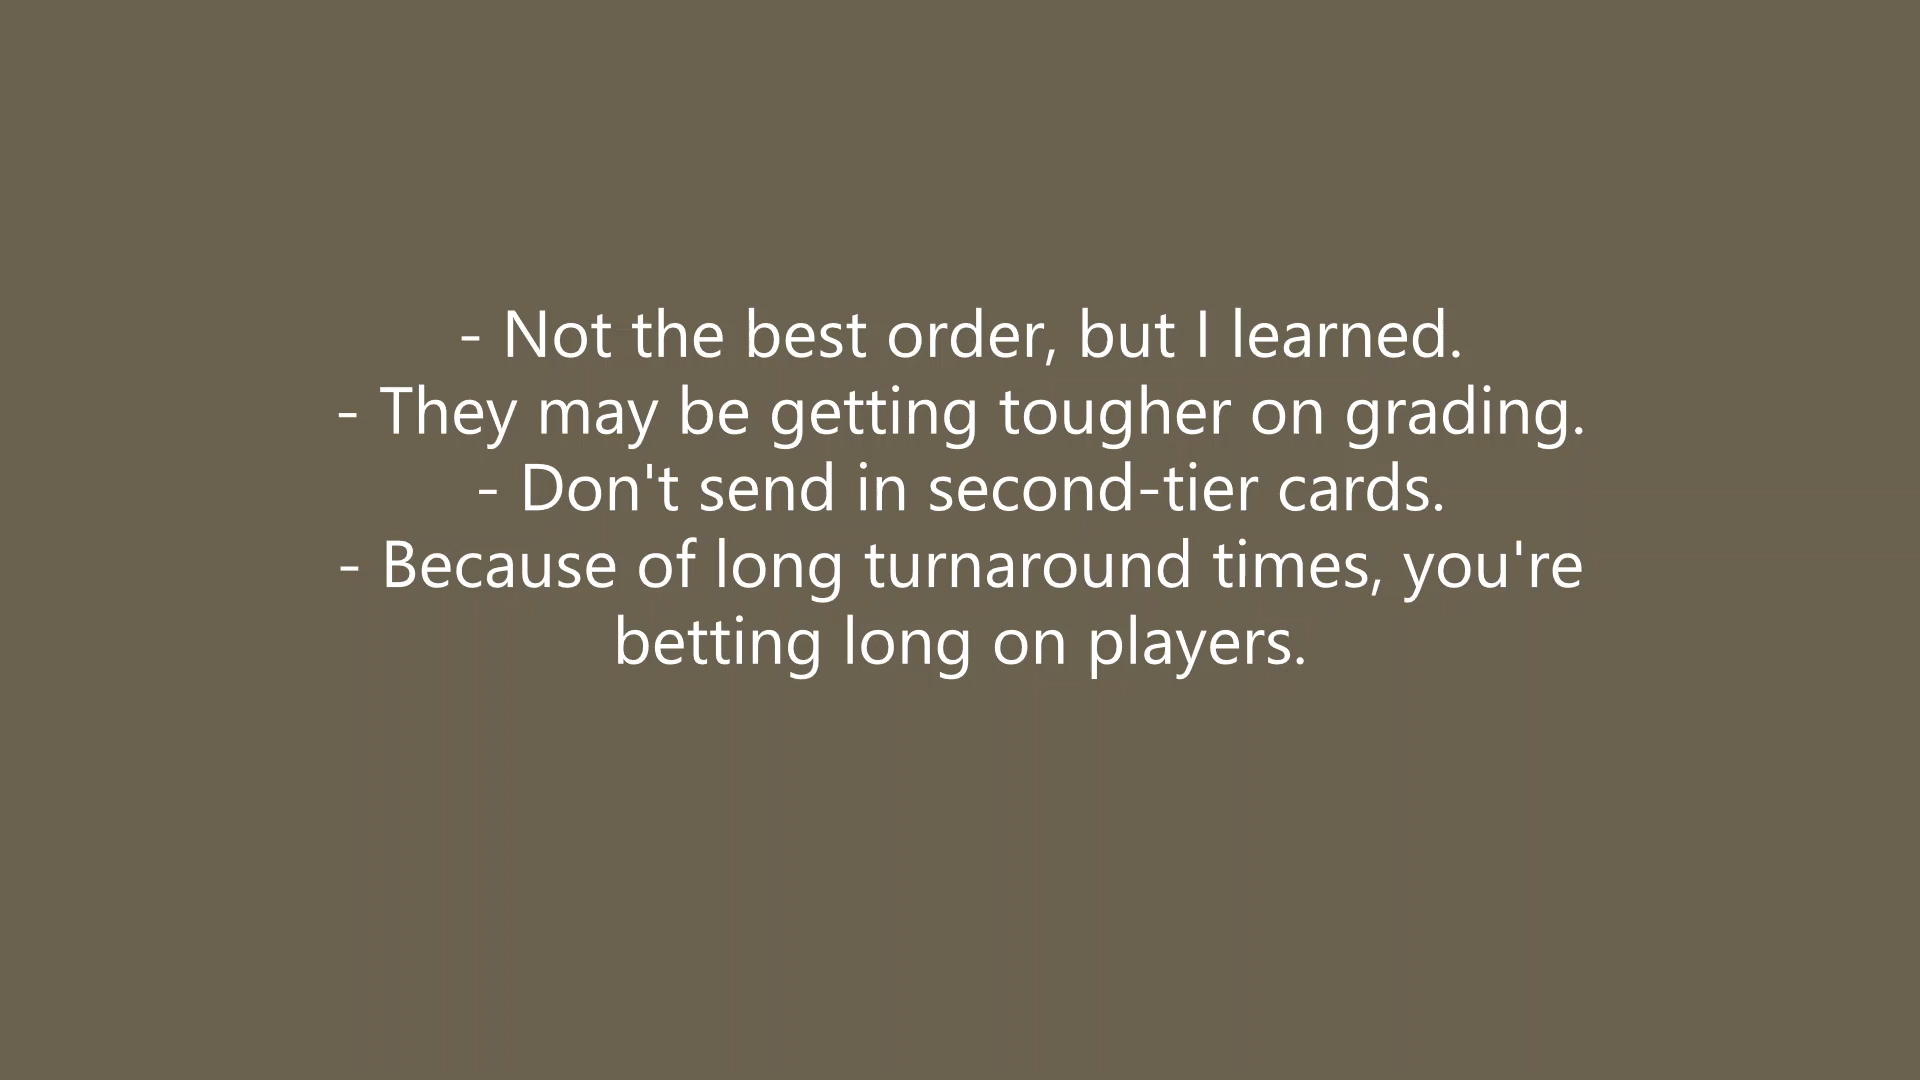 - Not the best order, but I learned.
- They may be getting tougher on grading.
- Don't send in second-tier cards.
- Because of long turnaround times, you're
betting long on players.